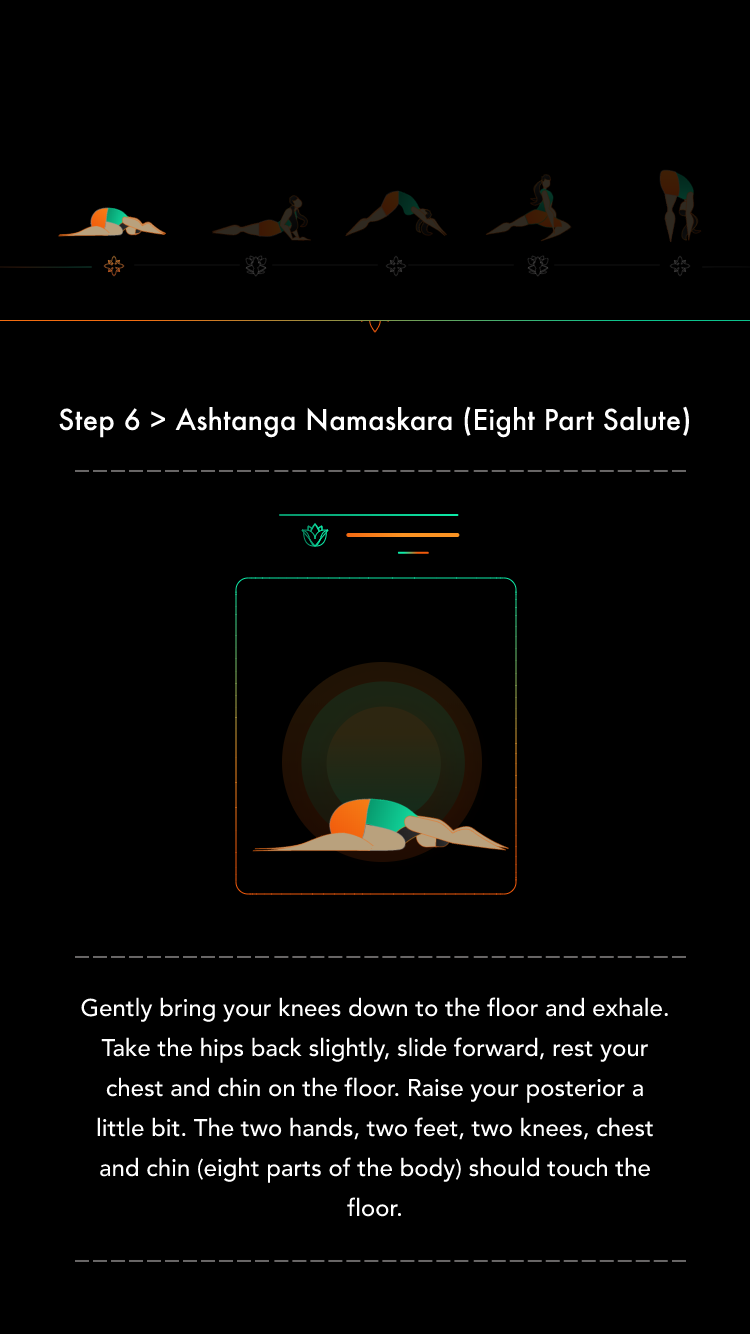 Step 6 > Ashtanga Namaskara (Eight Part Salute)
Gently bring your knees down to the floor and exhale.
Take the hips back slightly, slide forward, rest your
chest and chin on the floor. Raise your posterior a
little bit. The two hands, two feet, two knees, chest
and chin (eight parts of the body) should touch the
floor.